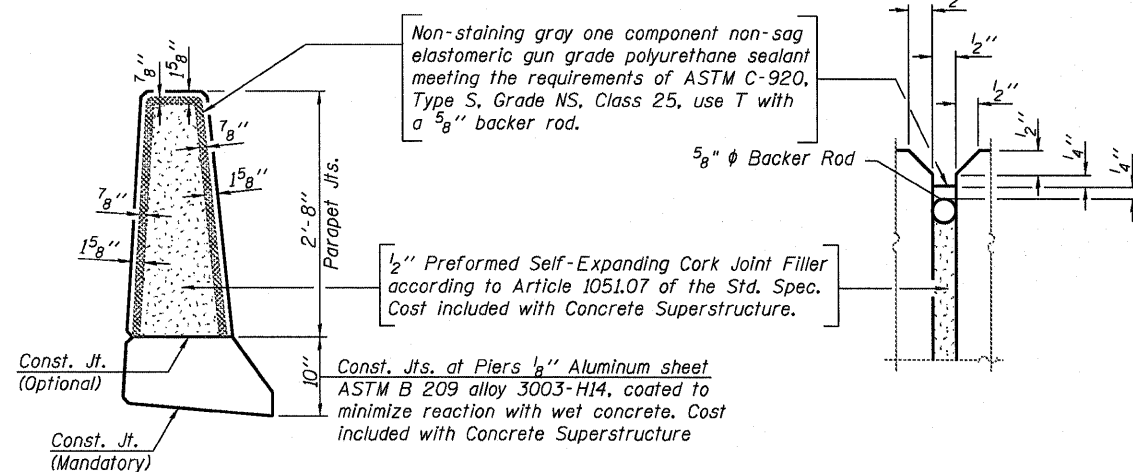 Non-staining gray one component non-sag
elastomeric gun grade polyurethane sealant
meeting the requirements of ASTM C-920,
Type S, Grade NS, Class 25, use T with
a 5/8" backer rod.
7/8"
1 5/8"
7/8"
1 5/8"
7/8"
1 5/8"
2'-8"
Parapet Jts.
2
1/2"
1/2"
1/2"
1/4"
1/4"
5/8" ϕ Backer Rod
1/2" Preformed Self-Expanding Cork Joint Filler
according to Article 1051.07 of the Std. Spec.
Cost included with Concrete Superstructure.
Const. Jt.
(Optional)
10"
Const. Jts. at Piers 1/8" Aluminum sheet
ASTM B 209 alloy 3003-H14, coated to
minimize reaction with wet concrete. Cost
included with Concrete Superstructure
Const. Jt.
(Mandatory)